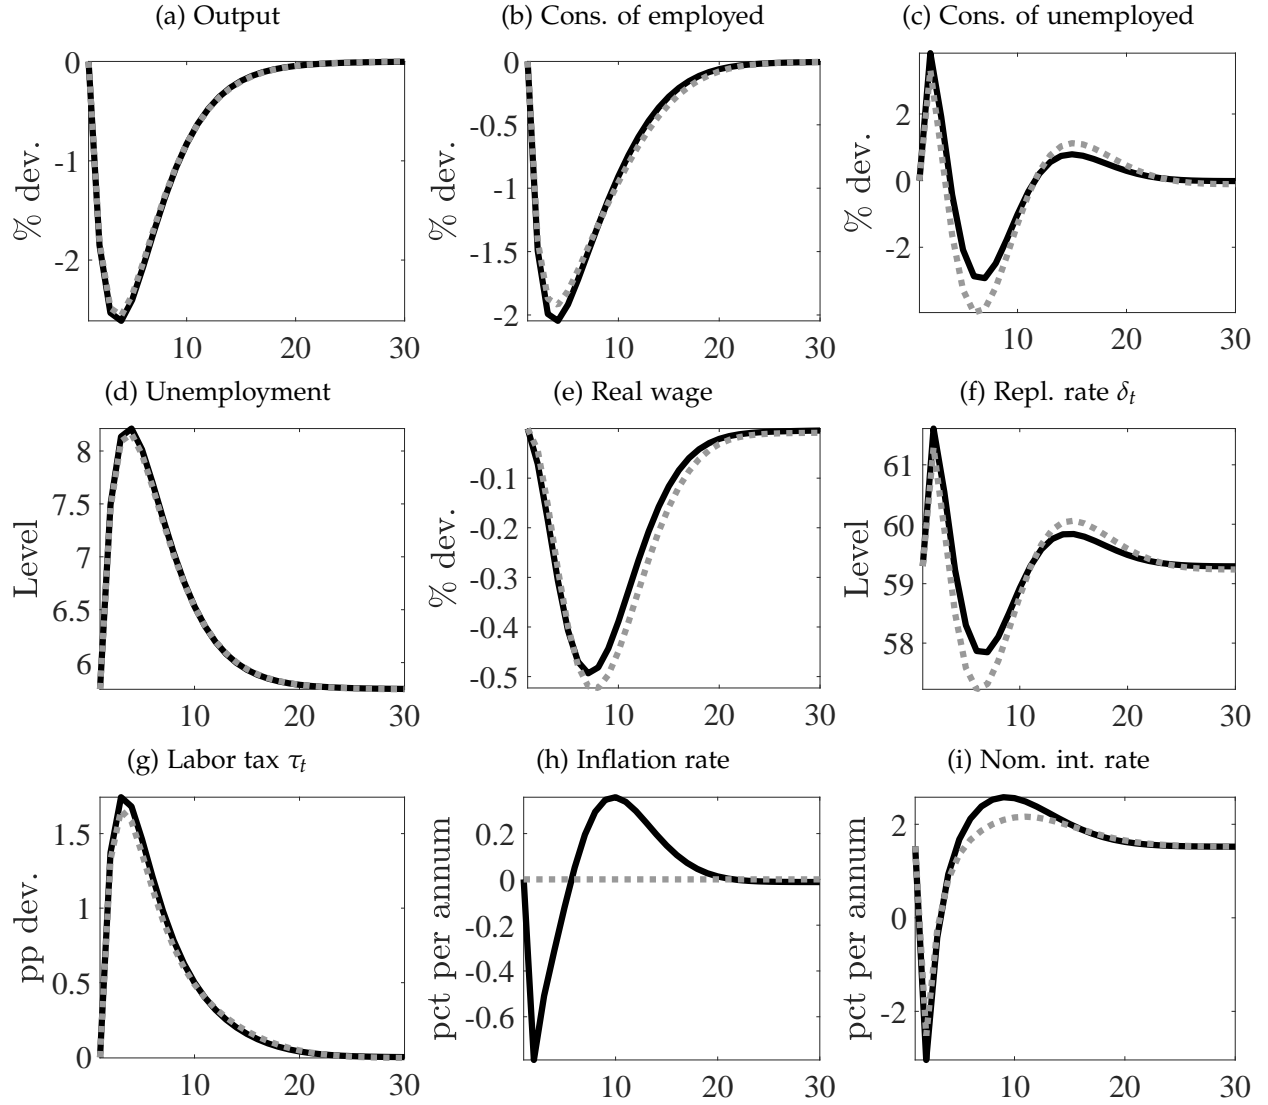 (a) Output
% dev.
0
-1
-2
10 20 30
(b) Cons. of employed
% dev.
0
-0.5
-1
-1.5
-2
10 20 30
(c) Cons. of unemployed
% dev.
2
0
-2
10 20 30
(d) Unemployment
Level
8
7.5
7
6.5
6
10 20 30
(e) Real wage
% dev.
-0.1
-0.2
-0.3
-0.4
-0.5
10 20 30
(f) Repl. rate δt
Level
61
60
59
58
10 20 30
(g) Labor tax τt
pp dev.
1.5
1
0.5
0
10 20 30
(h) Inflation rate
pct per annum
0.2
0
-0.2
-0.4
-0.6
10 20 30
(i) Nom. int. rate
pct per annum
2
0
-2
10 20 30